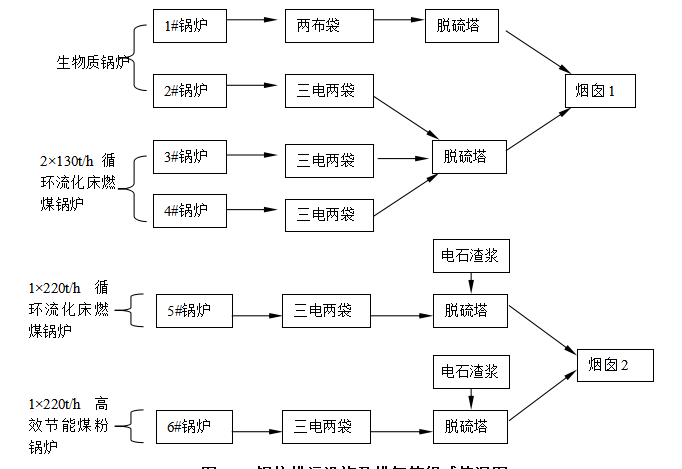 1#锅炉
两布袋
脱硫塔
生物质锅炉
2#锅炉
三电两袋
烟囱 1
2×130t/h 循
环流化床燃
煤锅炉
3#锅炉
三电两袋
脱硫塔
4#锅炉
三电两袋
电石渣浆
1×220t/h 循
环流化床燃
煤锅炉
5#锅炉
三电两袋
脱硫塔
烟囱 2
电石渣浆
1×220t/h 高
效节能煤粉
锅炉
6#锅炉
三电两袋
脱硫塔